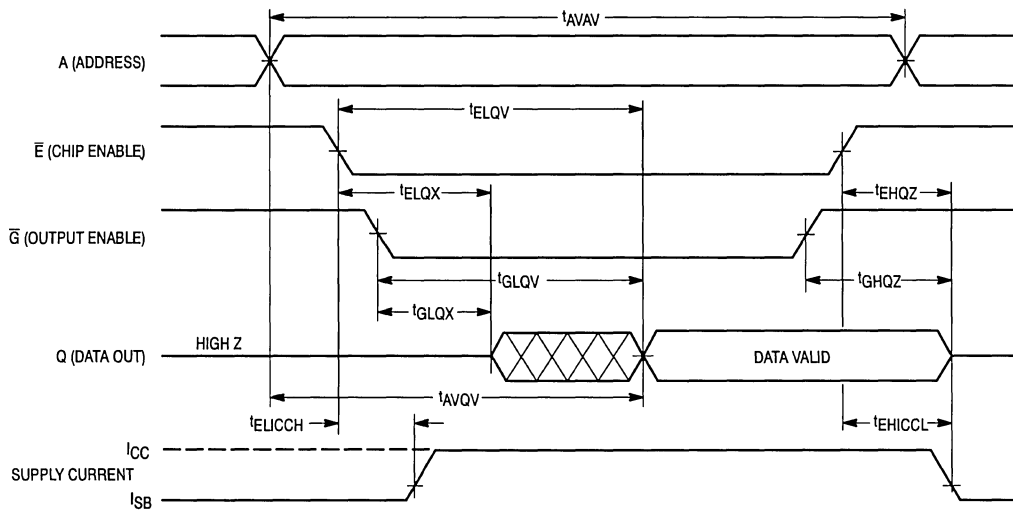 tAVAV
A (ADDRESS)
tELQV
E̅ (CHIP ENABLE)
tELQX
tEHQZ
G̅ (OUTPUT ENABLE)
tGLQV
tGHQZ
tGLQX
HIGH Z
Q (DATA OUT)
DATA VALID
tAVQV
tELICCH
tEHICCL
ICC
SUPPLY CURRENT
ISB